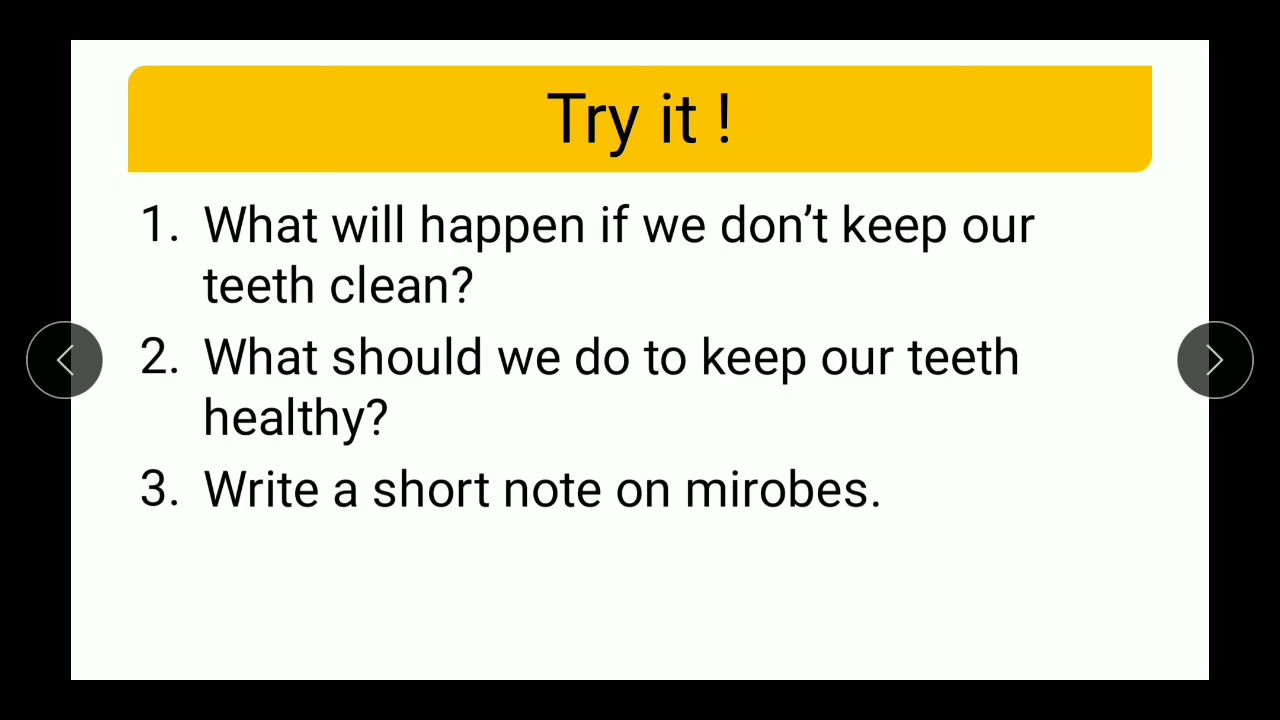 Try it !
1. What will happen if we don’t keep our
teeth clean?
2. What should we do to keep our teeth
healthy?
3. Write a short note on mirobes.